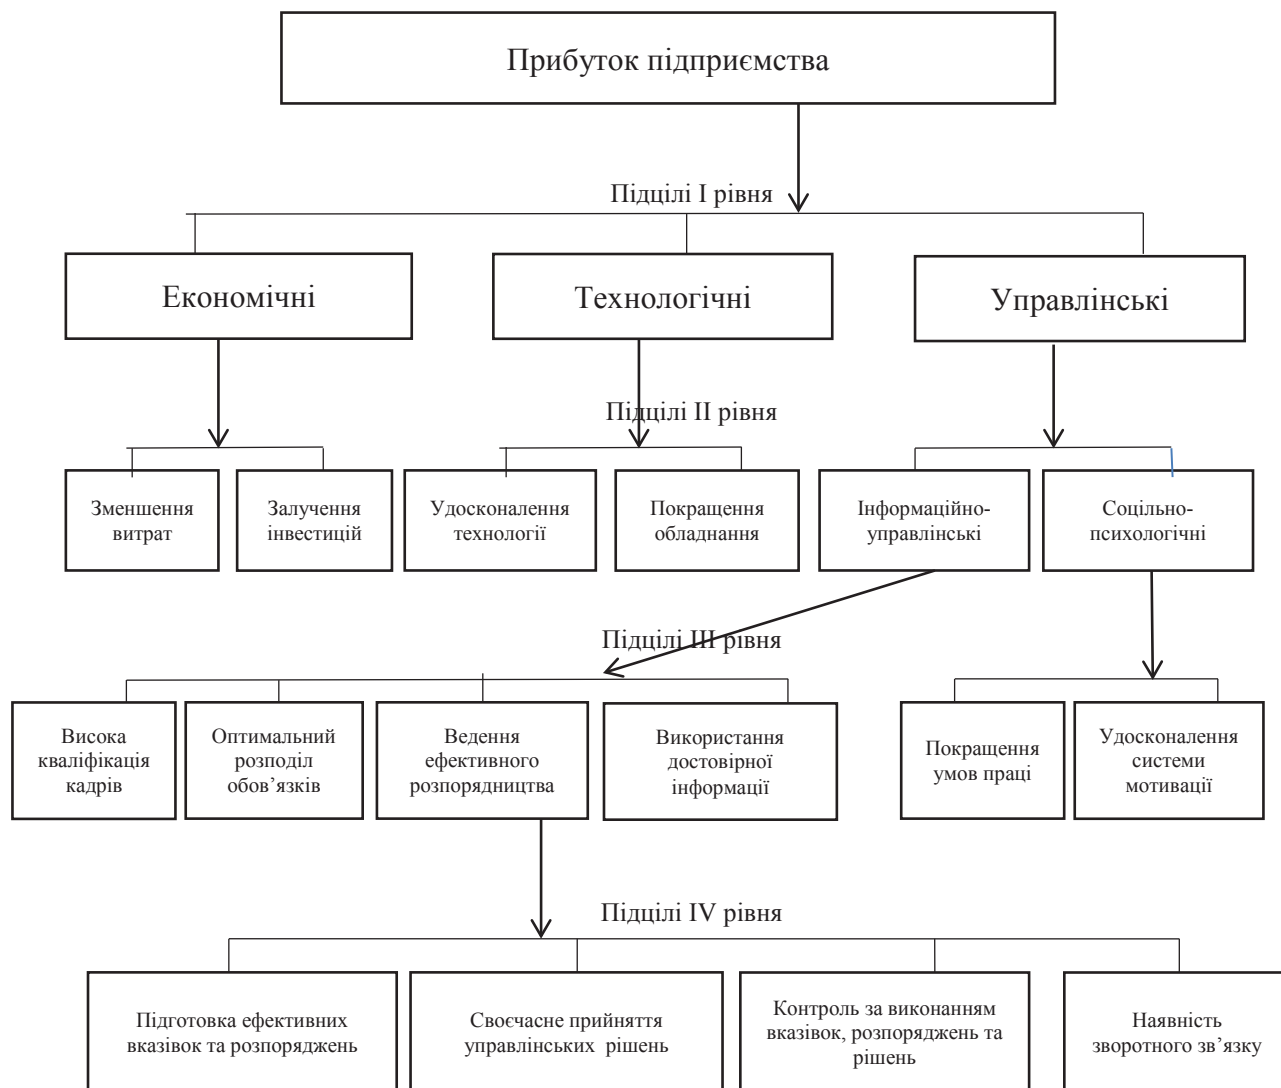 Прибуток підприємства
Підцілі I рівня
Економічні
Технологічні
Управлінські
Підцілі II рівня
Зменшення
витрат
Залучення
інвестицій
Удосконалення
технології
Покращення
обладнання
Інформаційно-
управлінські
Соцільно-
психологічні
Підцілі III рівня
Висока
кваліфікація
кадрів
Оптимальний
розподіл
обов’язків
Ведення
ефективного
розпорядництва
Використання
достовірної
інформації
Покращення
умов праці
Удосконалення
системи
мотивації
Підцілі IV рівня
Підготовка ефективних
вказівок та розпоряджень
Своєчасне прийняття
управлінських рішень
Контроль за виконанням
вказівок, розпоряджень та
рішень
Наявність
зворотного зв’язку